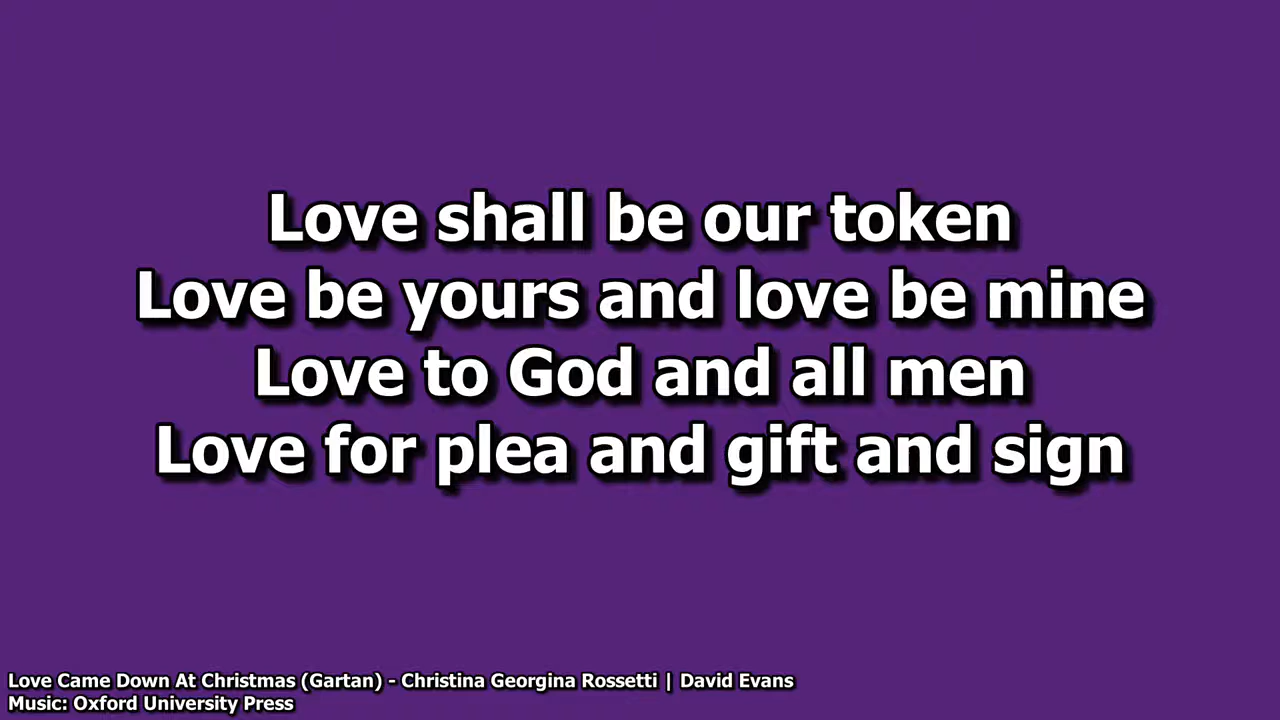 Love shall be our token
Love be yours and love be mine
Love to God and all men
Love for plea and gift and sign
Love Came Down At Christmas (Gartan) - Christina Georgina Rossetti | David Evans
Music: Oxford University Press